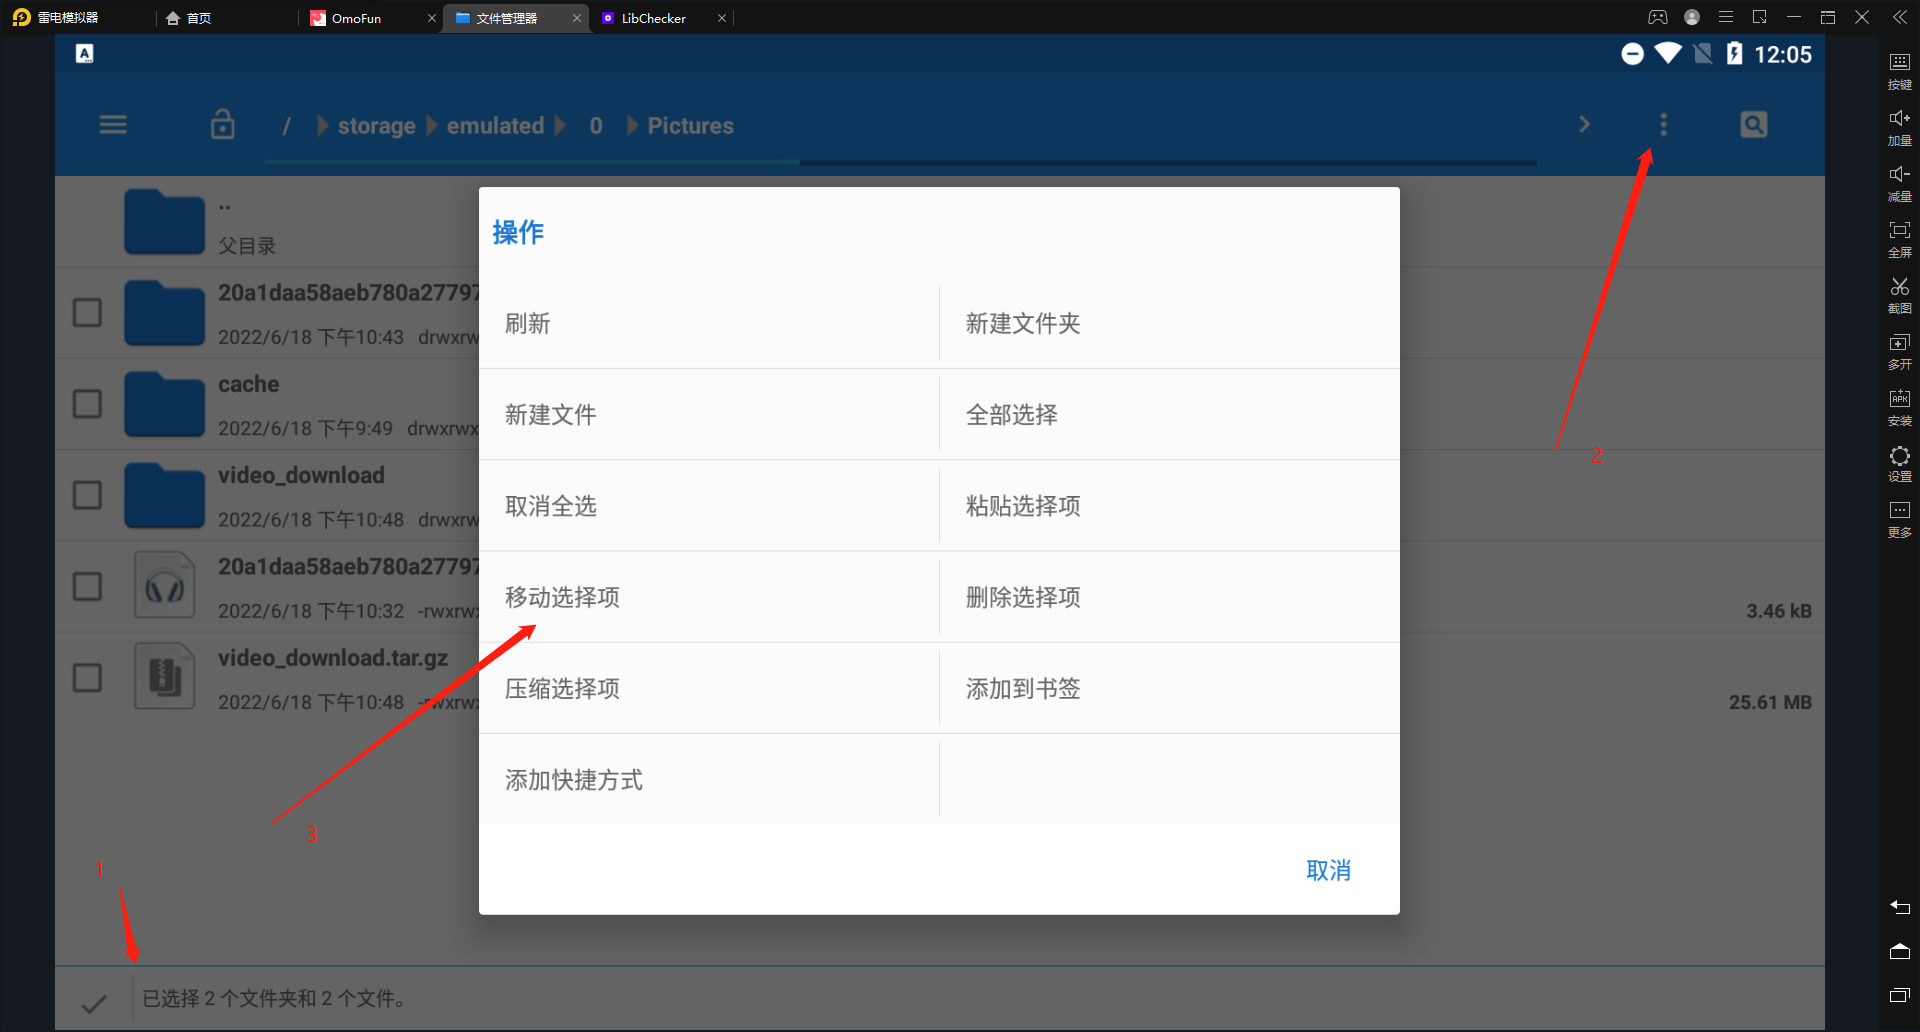 雷电模拟器
首页
OmoFun
文件管理器
LibChecker
A
12:05
/ storage emulated 0 Pictures
按键
加量
减量
全屏
截图
多开
APK
安装
设置
更多
..
父目录
20a1daa58aeb780a27797
2022/6/18 下午10:43 drwxrw
cache
2022/6/18 下午9:49 drwxrwx
video_download
2022/6/18 下午10:48 drwxrw
20a1daa58aeb780a27797
2022/6/18 下午10:32 -rwxrwx
3.46 kB
video_download.tar.gz
2022/6/18 下午10:48 -rwxrwx
25.61 MB
操作
刷新
新建文件夹
新建文件
全部选择
取消全选
粘贴选择项
移动选择项
删除选择项
压缩选择项
添加到书签
添加快捷方式
取消
2
3
1
已选择 2 个文件夹和 2 个文件。